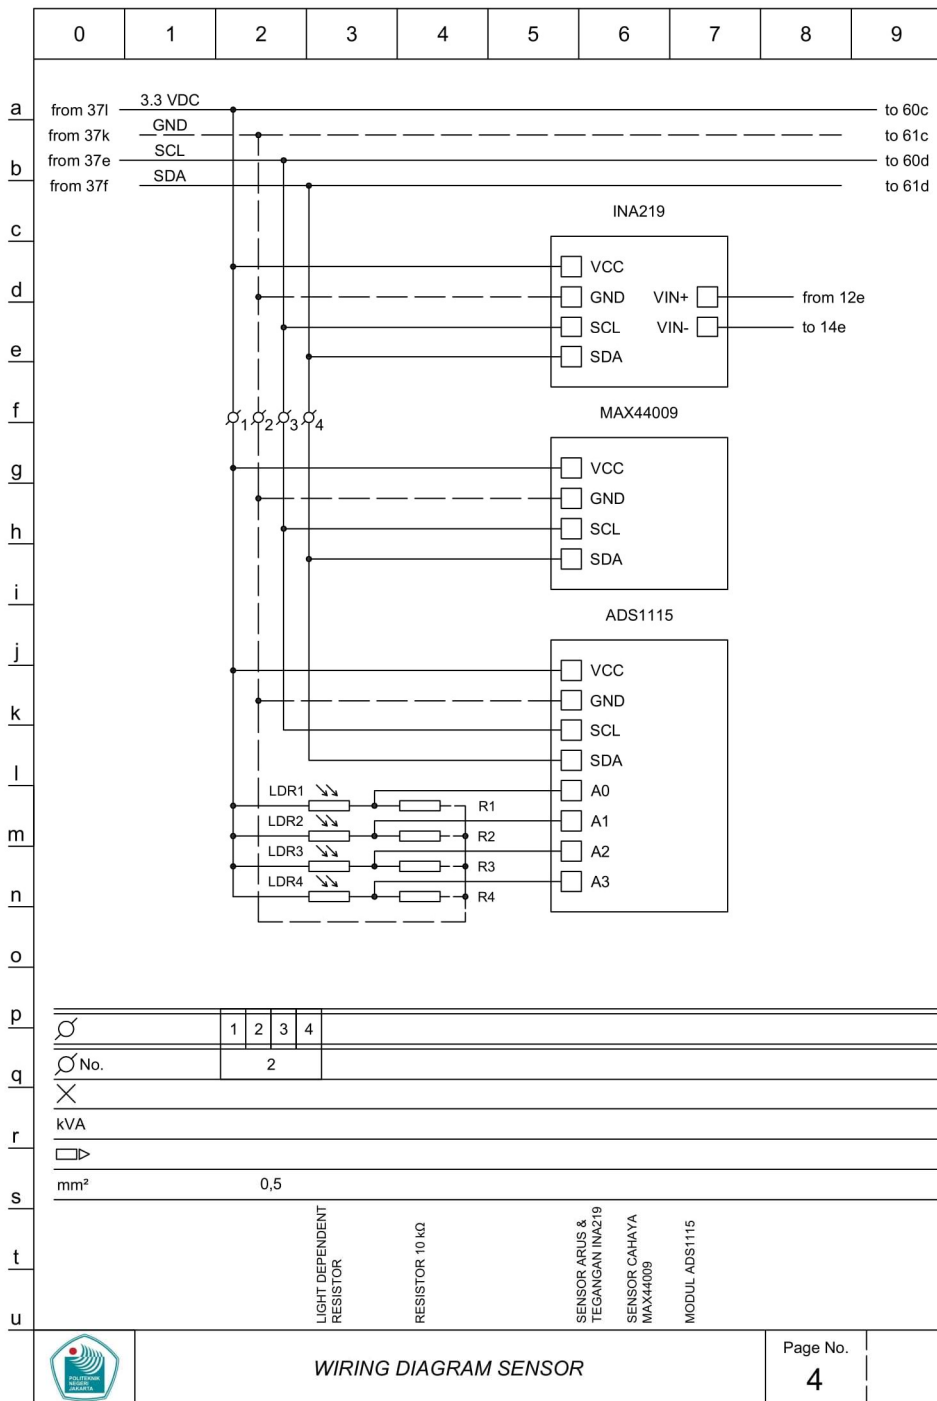 0 1 2 3 4 5 6 7 8 9
a
from 37l 3.3 VDC to 60c
from 37k GND to 61c
b
from 37e SCL to 60d
from 37f SDA to 61d
c
INA219
VCC
d
GND VIN+ from 12e
SCL VIN- to 14e
e
SDA
f
1 2 3 4
MAX44009
g
VCC
GND
h
SCL
SDA
i
ADS1115
j
VCC
k
GND
SCL
l
SDA
LDR1 A0
R1
m
LDR2 A1
R2
LDR3 A2
R3
n
LDR4 A3
R4
o
p
1 2 3 4
q
No. 2
r
kVA
s
mm² 0,5
t
u
LIGHT DEPENDENT
RESISTOR
RESISTOR 10 kΩ
SENSOR ARUS &
TEGANGAN INA219
SENSOR CAHAYA
MAX44009
MODUL ADS1115
POLITEKNIK
NEGERI
JAKARTA
WIRING DIAGRAM SENSOR
Page No.
4